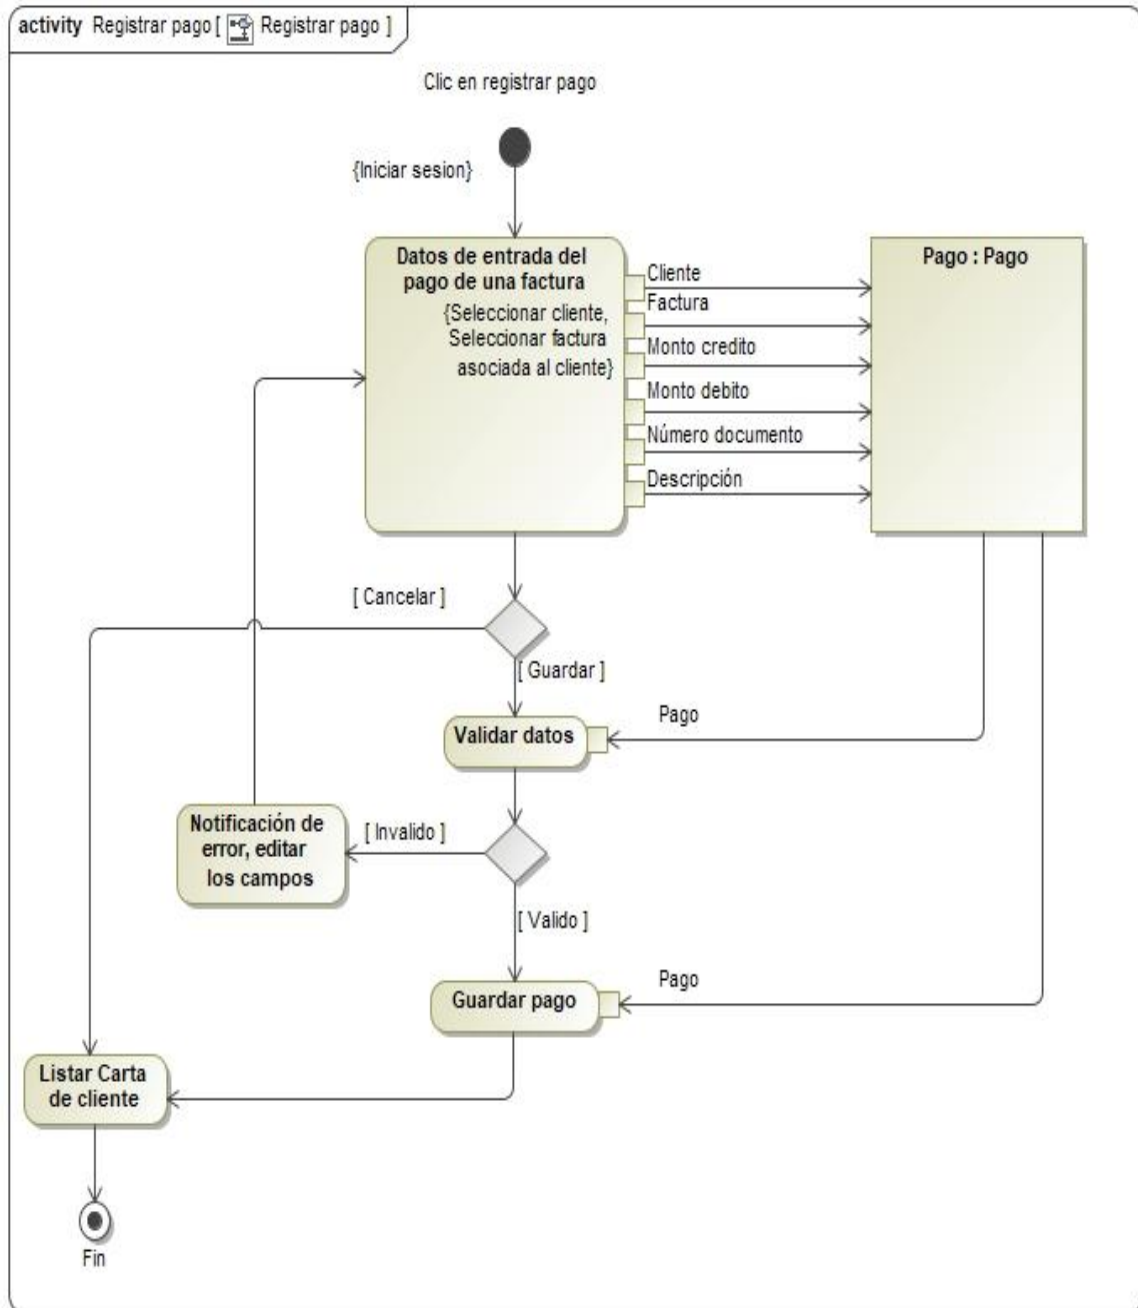 activity Registrar pago [ Registrar pago ]
Clic en registrar pago
{Iniciar sesion}
Datos de entrada del
pago de una factura
{Seleccionar cliente,
Seleccionar factura
asociada al cliente}
Cliente
Factura
Monto credito
Monto debito
Número documento
Descripción
Pago : Pago
[ Cancelar ]
[ Guardar ]
Validar datos
Pago
Notificación de
error, editar
los campos
[ Invalido ]
[ Valido ]
Guardar pago
Pago
Listar Carta
de cliente
Fin